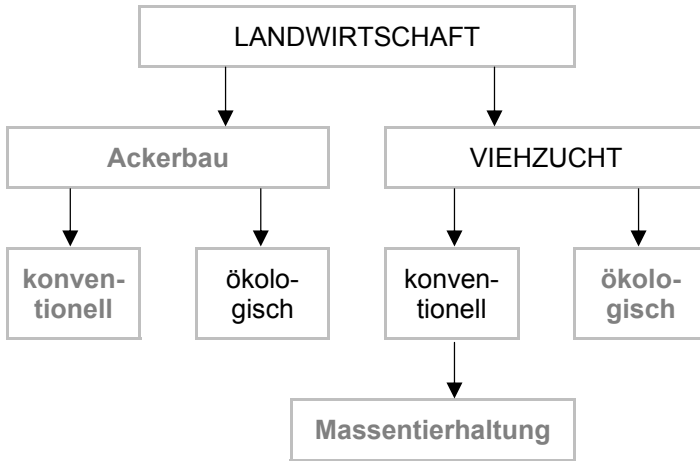 LANDWIRTSCHAFT
Ackerbau
VIEHZUCHT
konven-
tionell
ökolo-
gisch
konven-
tionell
ökolo-
gisch
Massentierhaltung